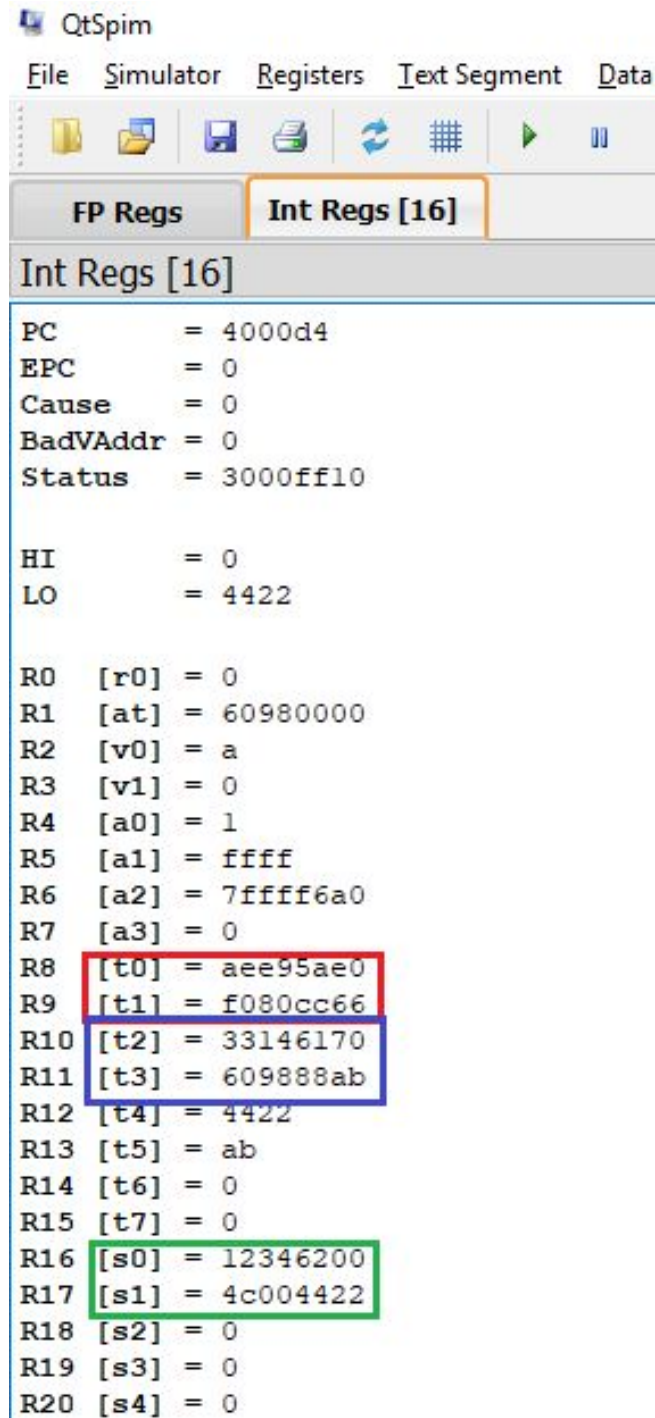 QtSpim
File Simulator Registers Text Segment Data
FP Regs Int Regs [16]
Int Regs [16]
PC = 4000d4
EPC = 0
Cause = 0
BadVAddr = 0
Status = 3000ff10
HI = 0
LO = 4422
R0 [r0] = 0
R1 [at] = 60980000
R2 [v0] = a
R3 [v1] = 0
R4 [a0] = 1
R5 [a1] = ffff
R6 [a2] = 7ffff6a0
R7 [a3] = 0
R8 [t0] = aee95ae0
R9 [t1] = f080cc66
R10 [t2] = 33146170
R11 [t3] = 609888ab
R12 [t4] = 4422
R13 [t5] = ab
R14 [t6] = 0
R15 [t7] = 0
R16 [s0] = 12346200
R17 [s1] = 4c004422
R18 [s2] = 0
R19 [s3] = 0
R20 [s4] = 0